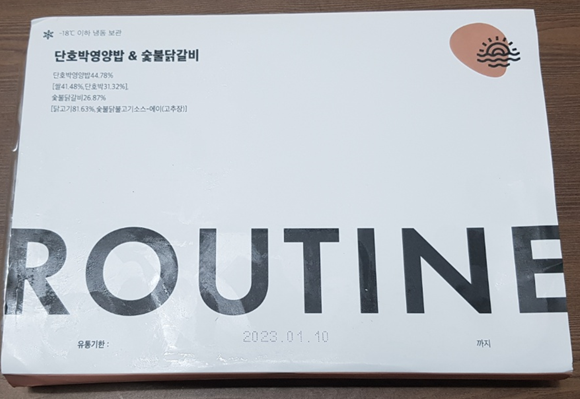 -18℃ 이하 냉동 보관
단호박영양밥 & 숯불닭갈비
단호박영양밥44.78%
[쌀41.48%,단호박31.32%],
숯불닭갈비26.87%
[닭고기81.63%,숯불닭불고기소스-에이(고추장)]
ROUTINE
유통기한 : 2023.01.10 까지